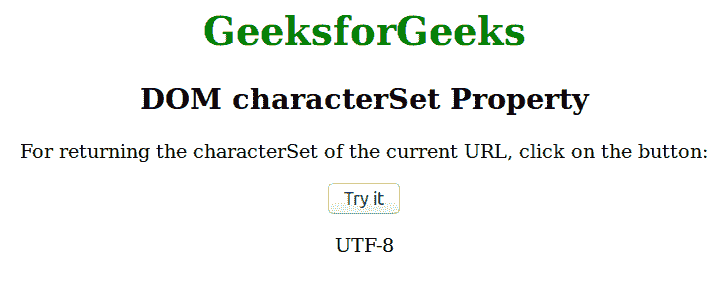 GeeksforGeeks
DOM characterSet Property
For returning the characterSet of the current URL, click on the button:
Try it
UTF-8